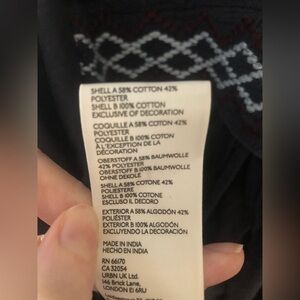 SHELL A 58% COTTON 42%
POLYESTER
SHELL B 100% COTTON
EXCLUSIVE OF DECORATION
COQUILLE A 58% COTON 42%
POLYESTER
COQUILLE B 100% COTON
À L'EXCEPTION DE LA
DÉCORATION
OBERSTOFF A 58% BAUMWOLLE
42% POLYESTER
OBERSTOFF B 100% BAUMWOLLE
OHNE DEKOLE
SHELL A 58% COTONE 42%
POLIESTERE
SHELL B 100% COTONE
ESCLUSO IL DECORO
EXTERIOR A 58% ALGODÓN 42%
POLIÉSTER
EXTERIOR B 100% ALGODÓN
EXCLUYENDO LA DECORACIÓN
MADE IN INDIA
HECHO EN INDIA
RN 66170
CA 32054
URBN UK Ltd.
146 Brick Lane,
LONDON E1 6RU